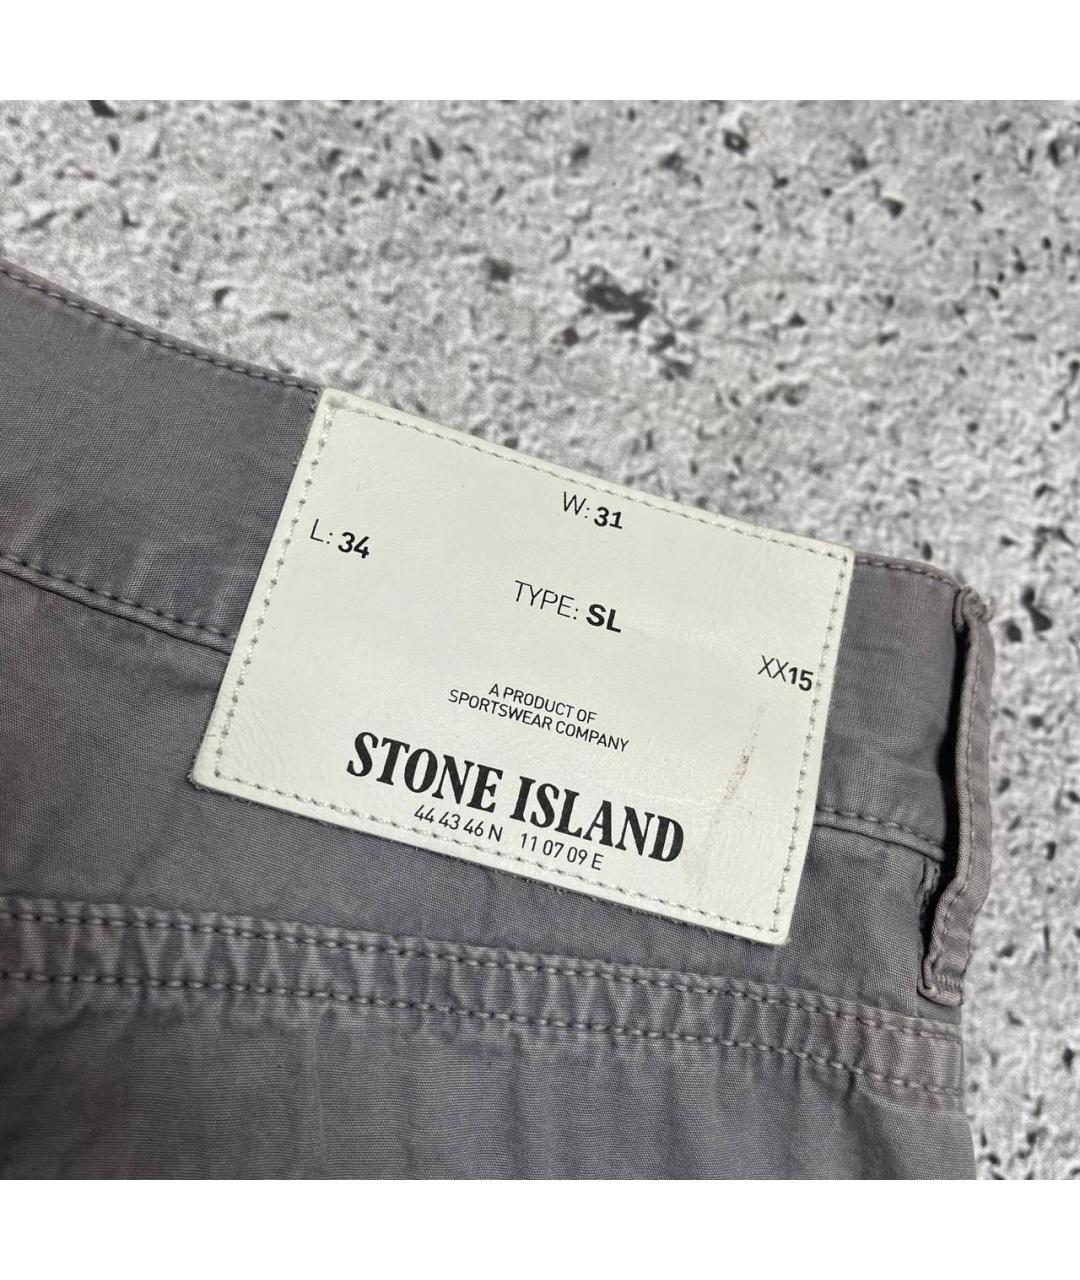 W: 31
L: 34
TYPE: SL
XX15
A PRODUCT OF
SPORTSWEAR COMPANY
STONE ISLAND
44 43 46 N 11 07 09 E